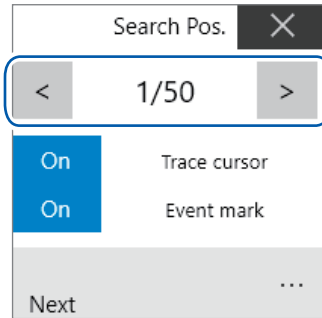 Search Pos. ×
< 1/50 >
On Trace cursor
On Event mark
...
Next